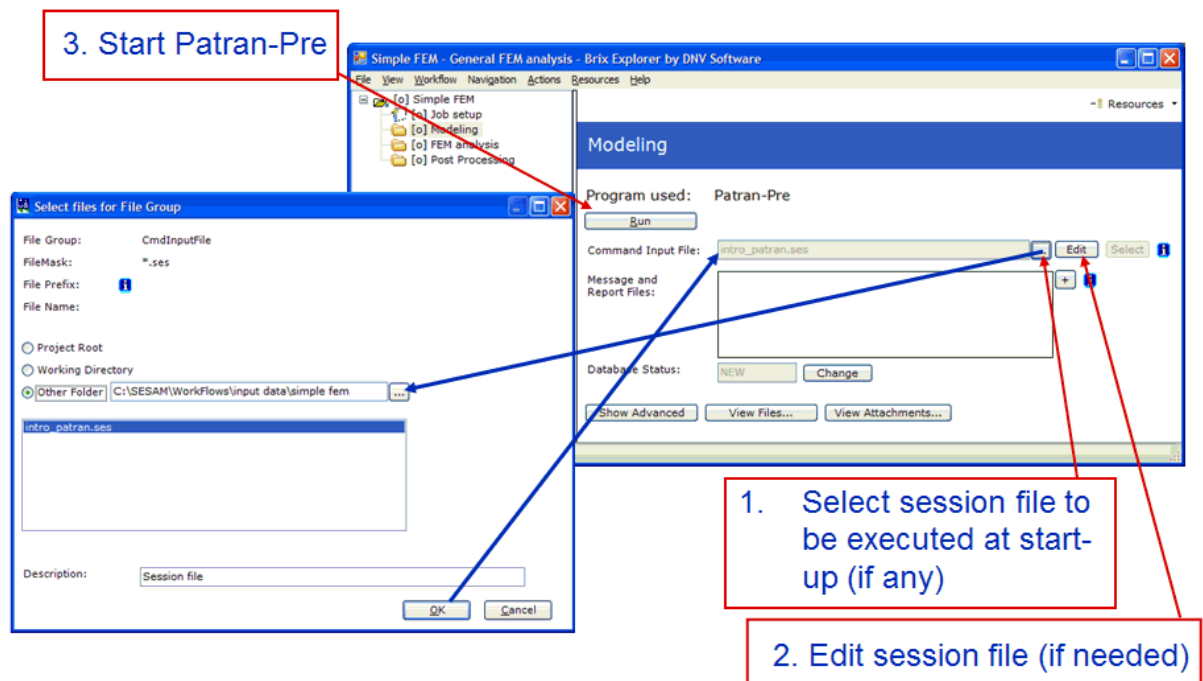 3. Start Patran-Pre
Simple FEM - General FEM analysis - Brix Explorer by DNV Software
File View Workflow Navigation Actions Resources Help
[o] Simple FEM
[o] Job setup
[o] Modeling
[o] FEM analysis
[o] Post Processing
Resources
Modeling
Program used: Patran-Pre
Run
Command Input File: intro_patran.ses ... Edit Select i
Message and
Report Files:
+ i
Database Status: NEW Change
Show Advanced View Files... View Attachments...
Select files for File Group
File Group: CmdInputFile
FileMask: *.ses
File Prefix: i
File Name:
Project Root
Working Directory
Other Folder C:\SESAM\WorkFlows\input data\simple fem ...
intro_patran.ses
Description: Session file
OK Cancel
1. Select session file to
be executed at start-
up (if any)
2. Edit session file (if needed)